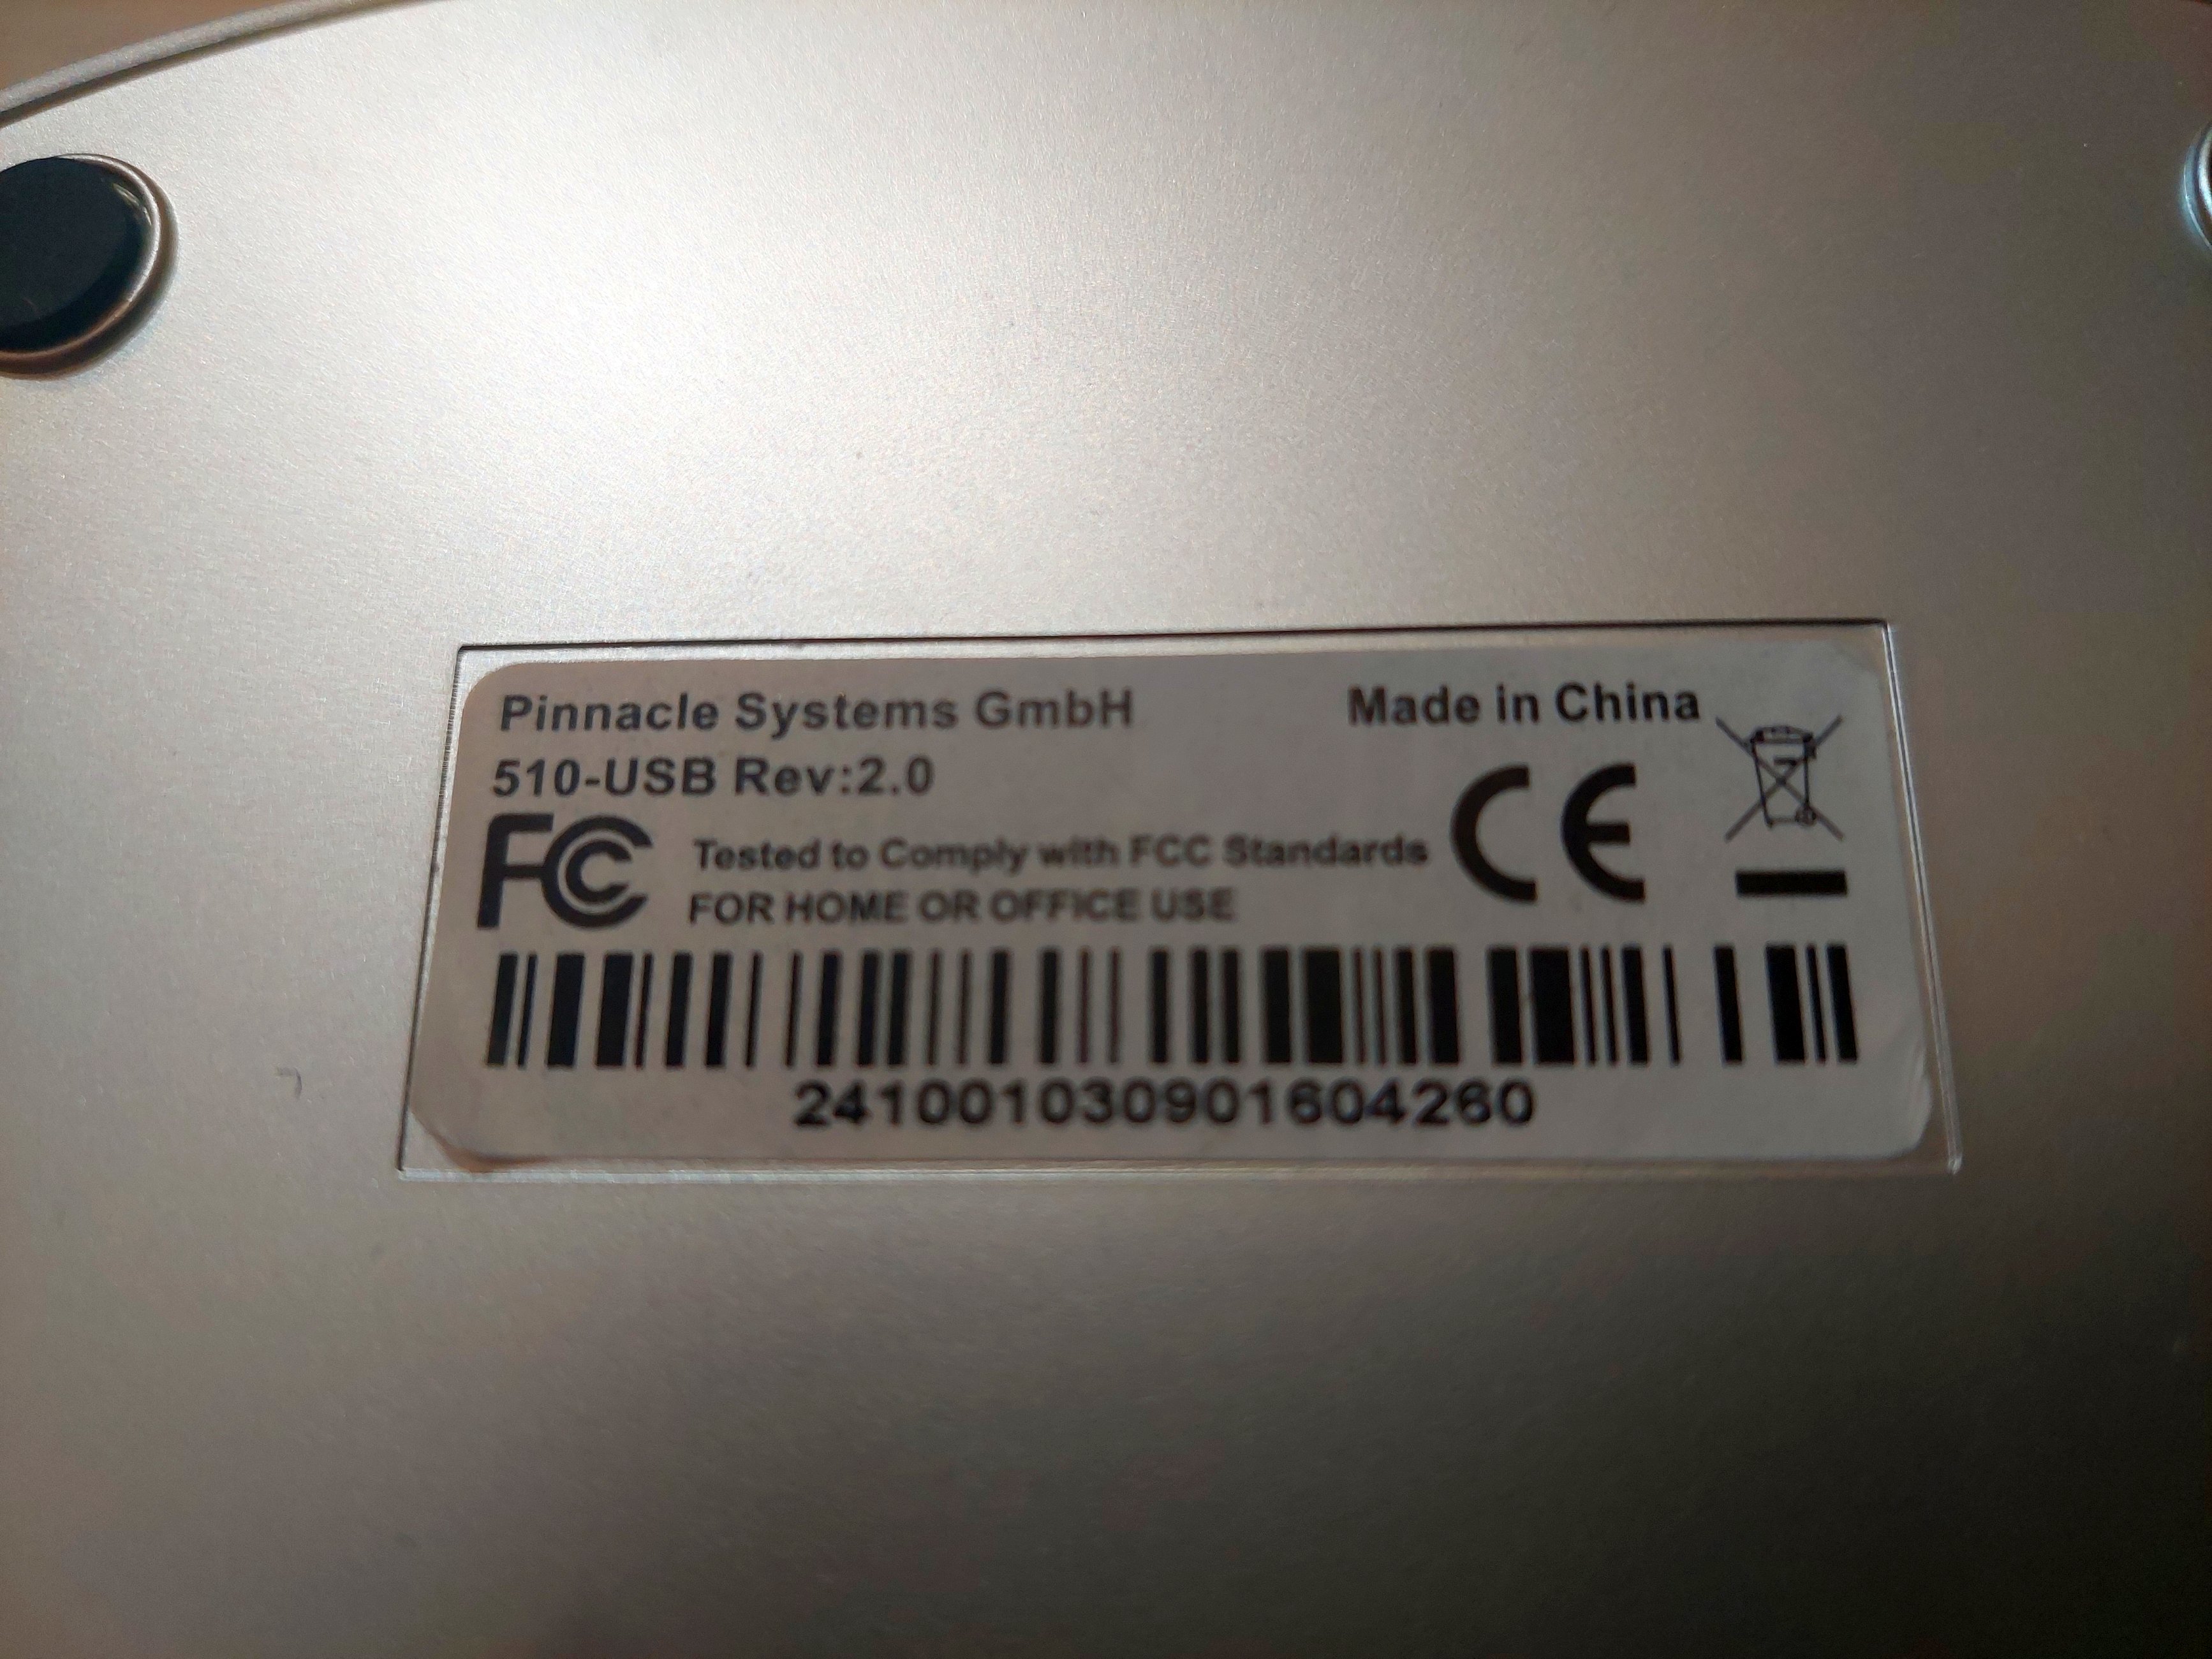 Pinnacle Systems GmbH
Made in China
510-USB Rev:2.0
FC Tested to Comply with FCC Standards
FOR HOME OR OFFICE USE
CE
241001030901604260